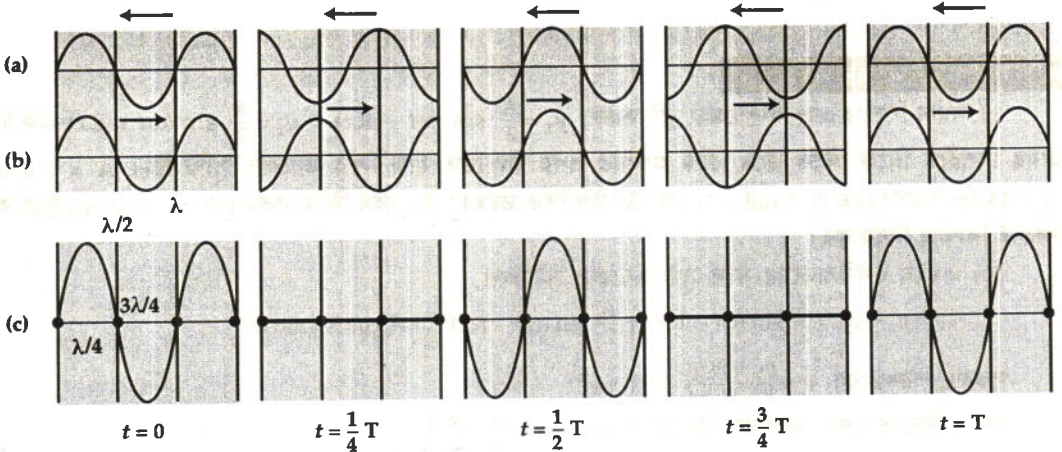 (a)
(b)
λ/2
λ
(c)
λ/4
3λ/4
t = 0
t = 1/4 T
t = 1/2 T
t = 3/4 T
t = T